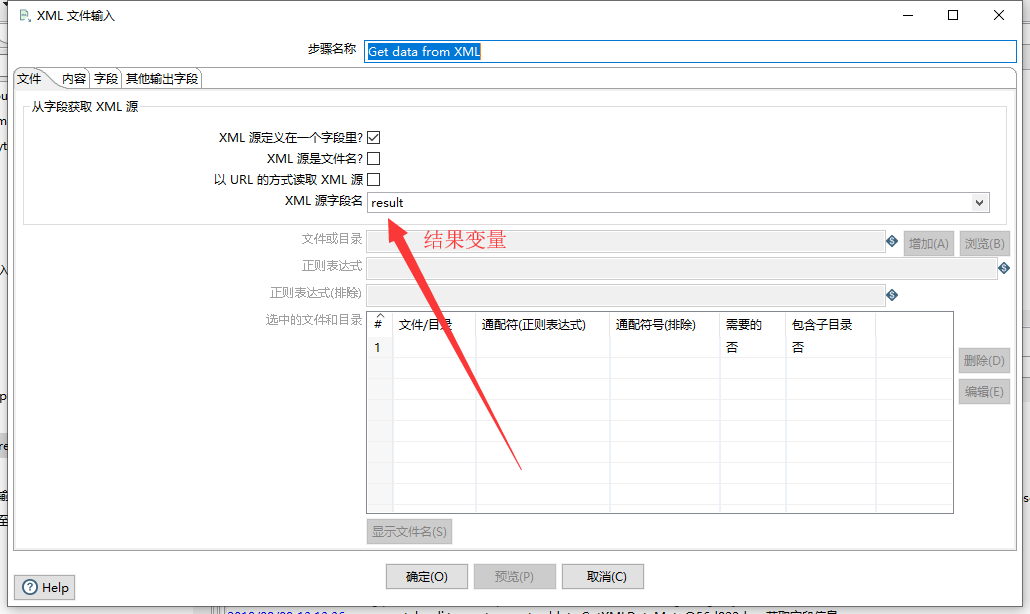 XML 文件输入
步骤名称 Get data from XML
文件 内容 字段 其他输出字段
从字段获取 XML 源
XML 源定义在一个字段里?
XML 源是文件名?
以 URL 的方式读取 XML 源
XML 源字段名 result
结果变量
文件或目录 增加(A) 浏览(B)
正则表达式
正则表达式(排除)
选中的文件和目录
# 文件/目录 通配符(正则表达式) 通配符号(排除) 需要的 包含子目录
1 否 否
删除(D)
编辑(E)
显示文件名(S)
确定(O) 预览(P) 取消(C)
Help